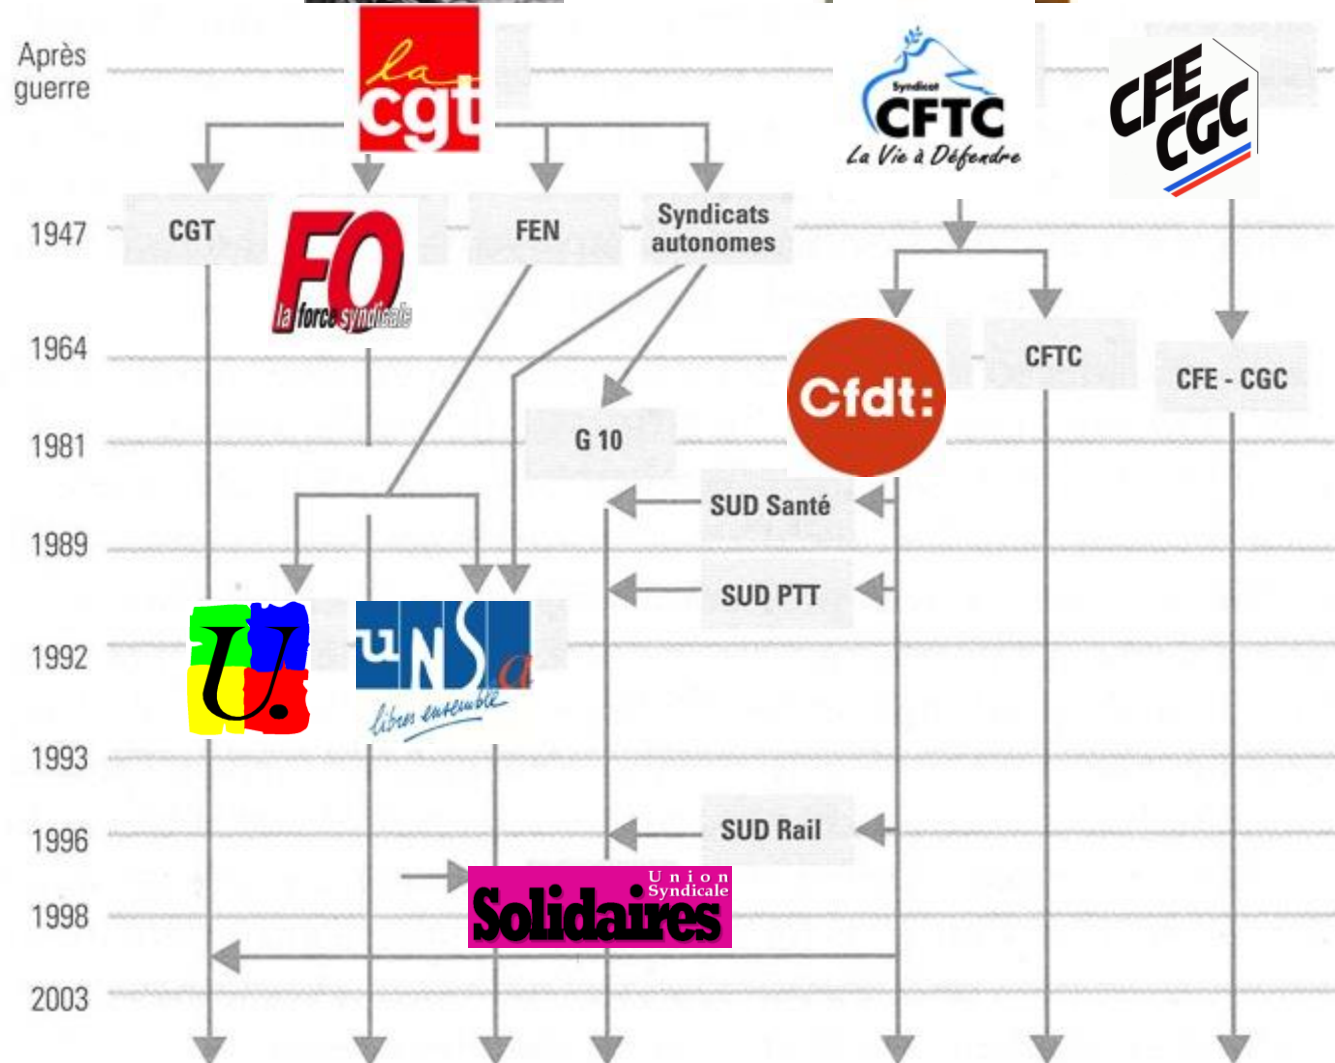 Après
guerre
la
cgt
Syndicat
CFTC
La Vie à Défendre
CFE
CGC
1947
CGT
FO
la force syndicale
FEN
Syndicats
autonomes
1964
Cfdt:
CFTC
CFE - CGC
1981
G 10
SUD Santé
1989
SUD PTT
1992
U.
UNSa
libres ensemble
1993
1996
SUD Rail
Union
Syndicale
Solidaires
1998
2003